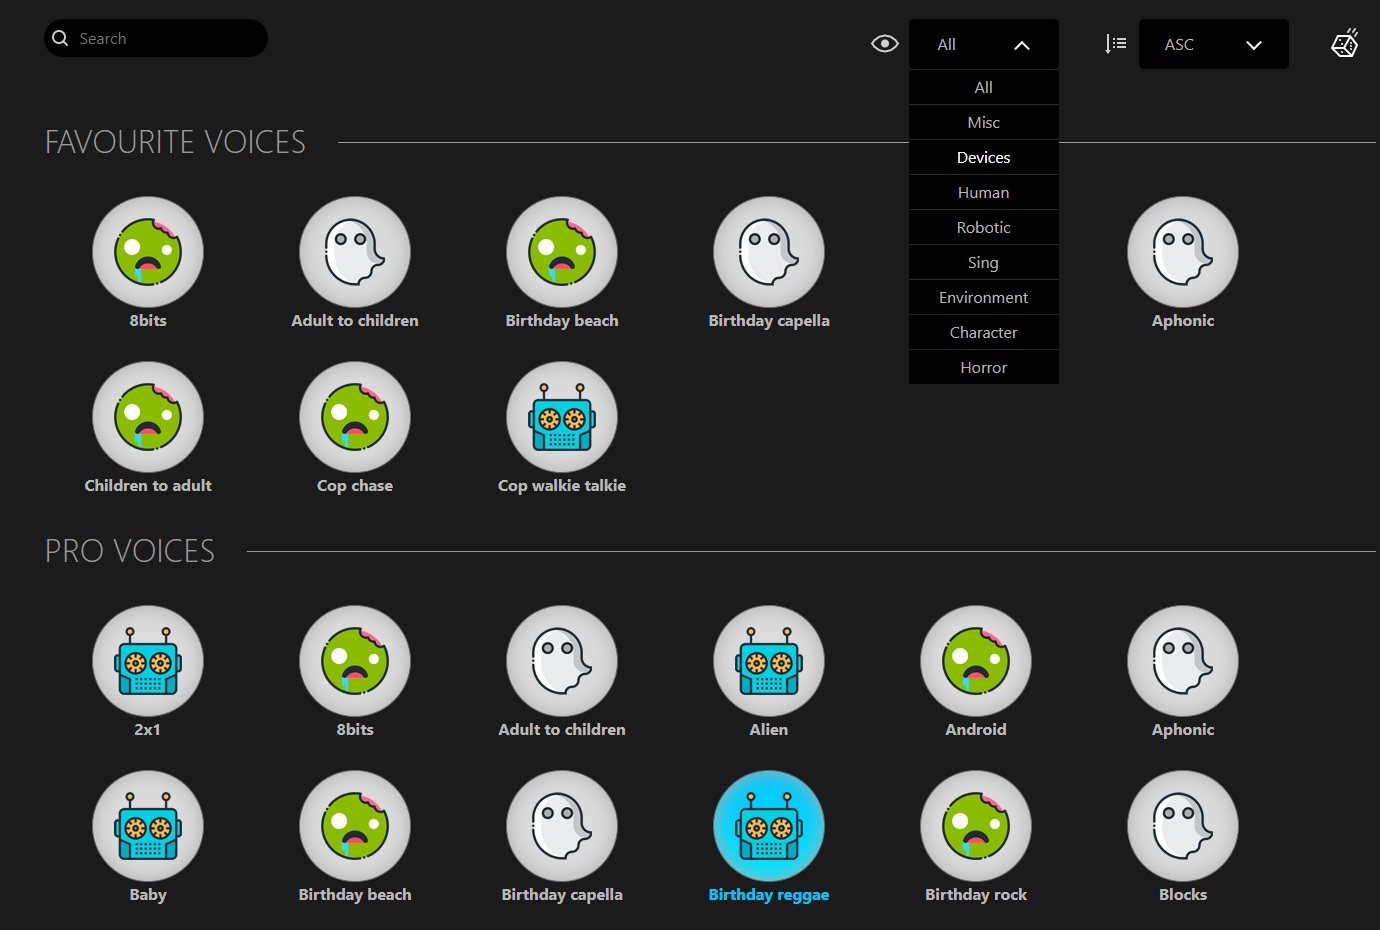 Search
All
ASC
All
Misc
Devices
Human
Robotic
Sing
Environment
Character
Horror
FAVOURITE VOICES
8bits
Adult to children
Birthday beach
Birthday capella
Aphonic
Children to adult
Cop chase
Cop walkie talkie
PRO VOICES
2x1
8bits
Adult to children
Alien
Android
Aphonic
Baby
Birthday beach
Birthday capella
Birthday reggae
Birthday rock
Blocks